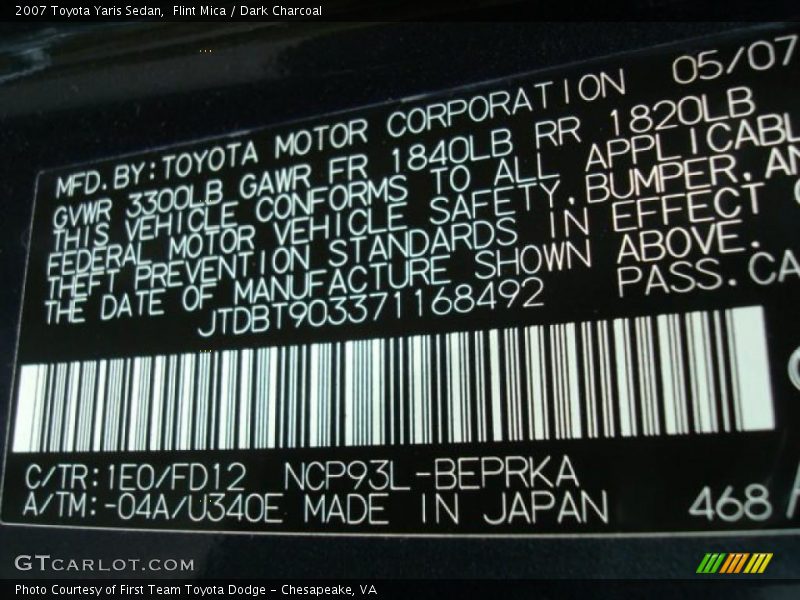 2007 Toyota Yaris Sedan,  Flint Mica / Dark Charcoal
MFD.BY:TOYOTA MOTOR CORPORATION 05/07
GVWR 3300LB GAWR FR 1840LB RR 1820LB
THIS VEHICLE CONFORMS TO ALL APPLICABL
FEDERAL MOTOR VEHICLE SAFETY,BUMPER,AN
THEFT PREVENTION STANDARDS IN EFFECT
THE DATE OF MANUFACTURE SHOWN ABOVE.
JTDBT903371168492 PASS.CA
C/TR:1E0/FD12 NCP93L-BEPRKA
A/TM:-04A/U340E MADE IN JAPAN 468
GTCARLOT.COM
Photo Courtesy of First Team Toyota Dodge - Chesapeake, VA